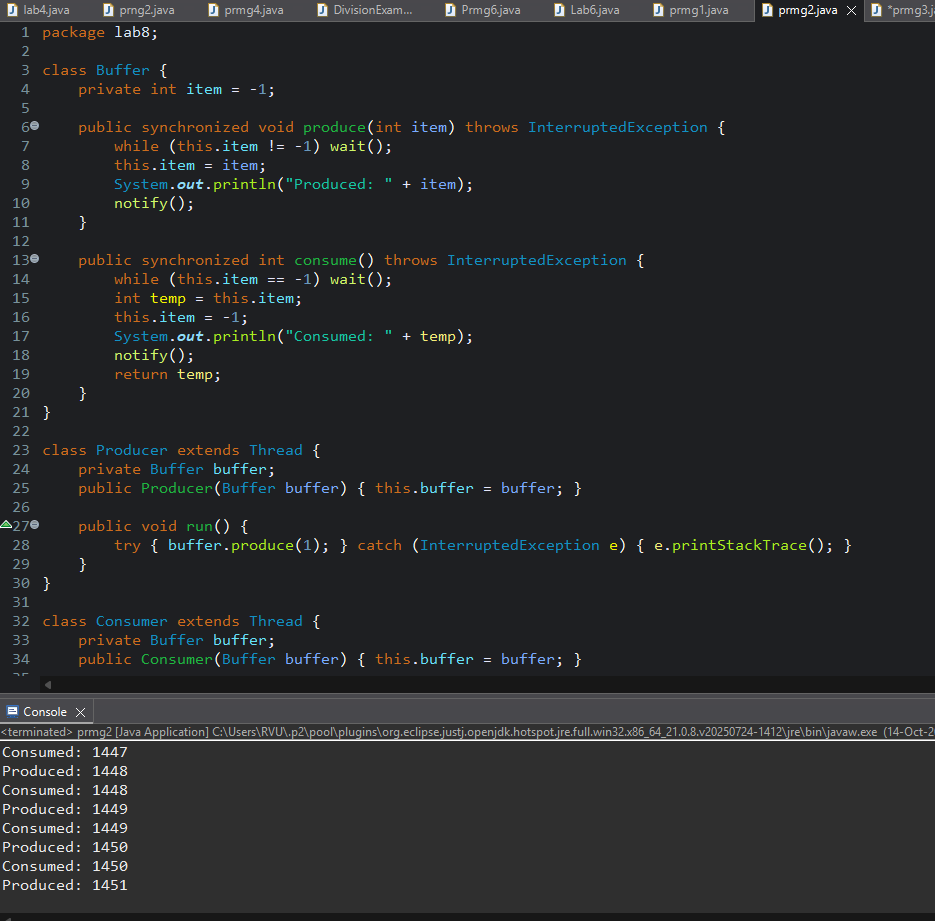 lab4.java prng2.java prmg4.java DivisionExam... Prmg6.java Lab6.java prmg1.java prmg2.java *prmg3.j
1 package lab8;
2
3 class Buffer {
4 private int item = -1;
5
6 public synchronized void produce(int item) throws InterruptedException {
7 while (this.item != -1) wait();
8 this.item = item;
9 System.out.println("Produced: " + item);
10 notify();
11 }
12
13 public synchronized int consume() throws InterruptedException {
14 while (this.item == -1) wait();
15 int temp = this.item;
16 this.item = -1;
17 System.out.println("Consumed: " + temp);
18 notify();
19 return temp;
20 }
21 }
22
23 class Producer extends Thread {
24 private Buffer buffer;
25 public Producer(Buffer buffer) { this.buffer = buffer; }
26
27 public void run() {
28 try { buffer.produce(1); } catch (InterruptedException e) { e.printStackTrace(); }
29 }
30 }
31
32 class Consumer extends Thread {
33 private Buffer buffer;
34 public Consumer(Buffer buffer) { this.buffer = buffer; }
Console
<terminated> prmg2 [Java Application] C:\Users\RVU\.p2\pool\plugins\org.eclipse.justj.openjdk.hotspot.jre.full.win32.x86_64_21.0.8.v20250724-1412\jre\bin\javaw.exe (14-Oct-2
Consumed: 1447
Produced: 1448
Consumed: 1448
Produced: 1449
Consumed: 1449
Produced: 1450
Consumed: 1450
Produced: 1451